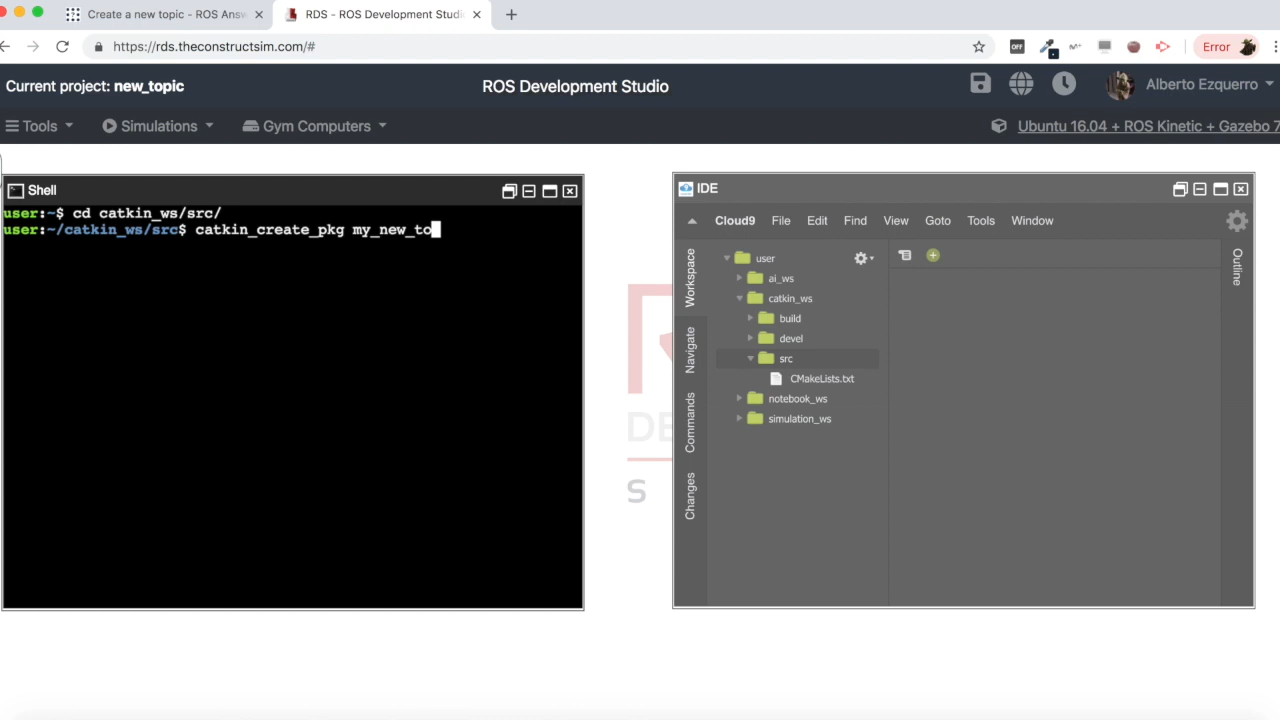 Create a new topic - ROS Answ
RDS - ROS Development Studi
https://rds.theconstructsim.com/#
OFF
Error
Current project: new_topic
ROS Development Studio
Alberto Ezquerro
Tools
Simulations
Gym Computers
Ubuntu 16.04 + ROS Kinetic + Gazebo 7
Shell
user:~$ cd catkin_ws/src/
user:~/catkin_ws/src$ catkin_create_pkg my_new_to
IDE
Cloud9 File Edit Find View Goto Tools Window
Workspace
Navigate
Commands
Changes
user
ai_ws
catkin_ws
build
devel
src
CMakeLists.txt
notebook_ws
simulation_ws
Outline
DE
S